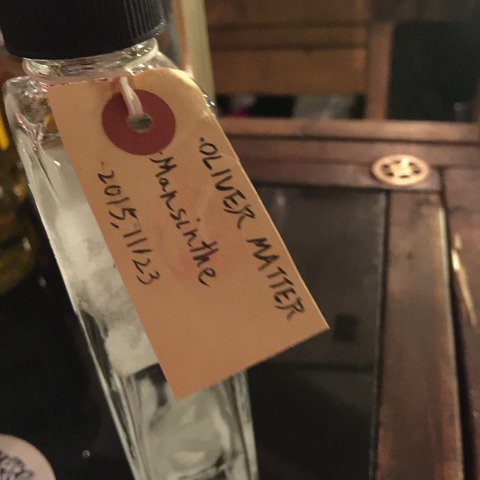 ·OLIVER MATTER
·Mansinthe
·2015,11/23